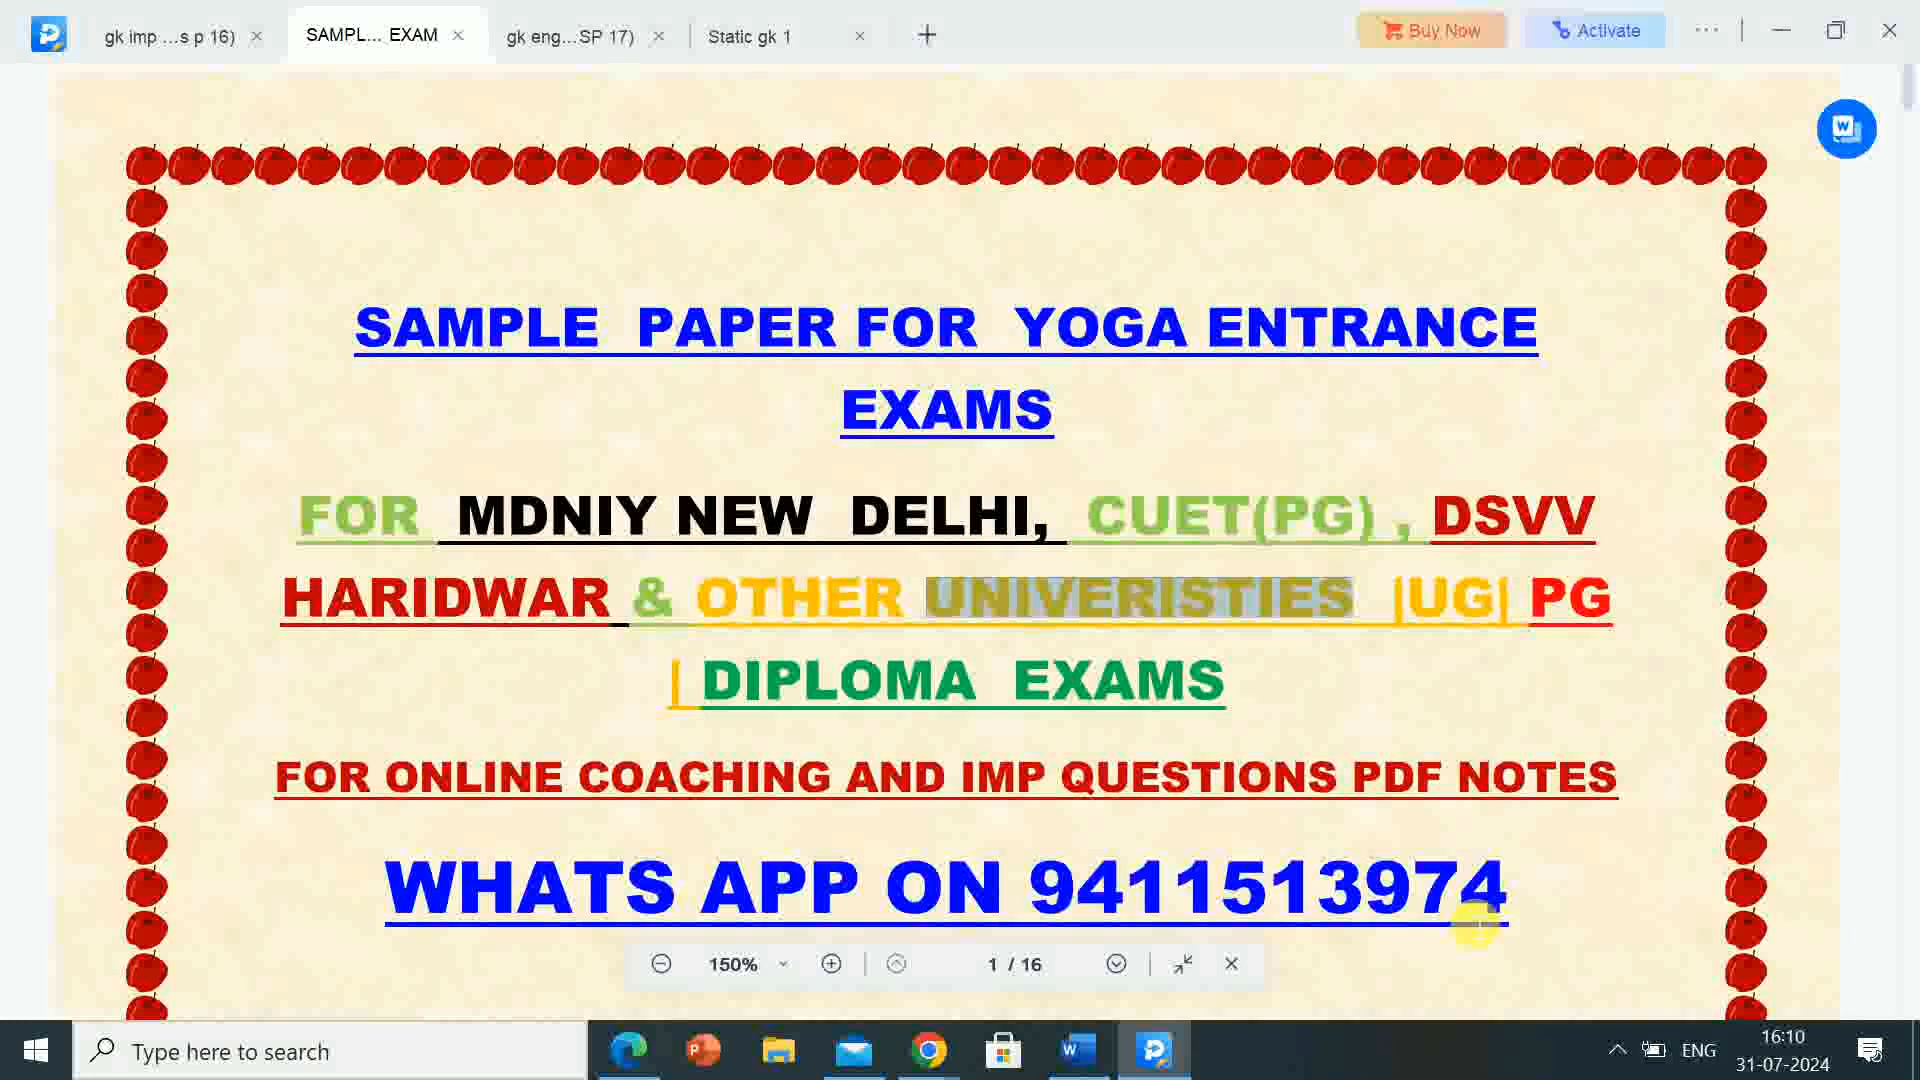 gk imp ...s p 16)
SAMPL... EXAM
gk eng...SP 17)
Static gk 1
Buy Now
Activate
SAMPLE PAPER FOR YOGA ENTRANCE
EXAMS
FOR MDNIY NEW DELHI, CUET(PG) , DSVV
HARIDWAR & OTHER UNIVERISTIES |UG| PG
| DIPLOMA EXAMS
FOR ONLINE COACHING AND IMP QUESTIONS PDF NOTES
WHATS APP ON 9411513974
150%
1 / 16
Type here to search
ENG
16:10
31-07-2024